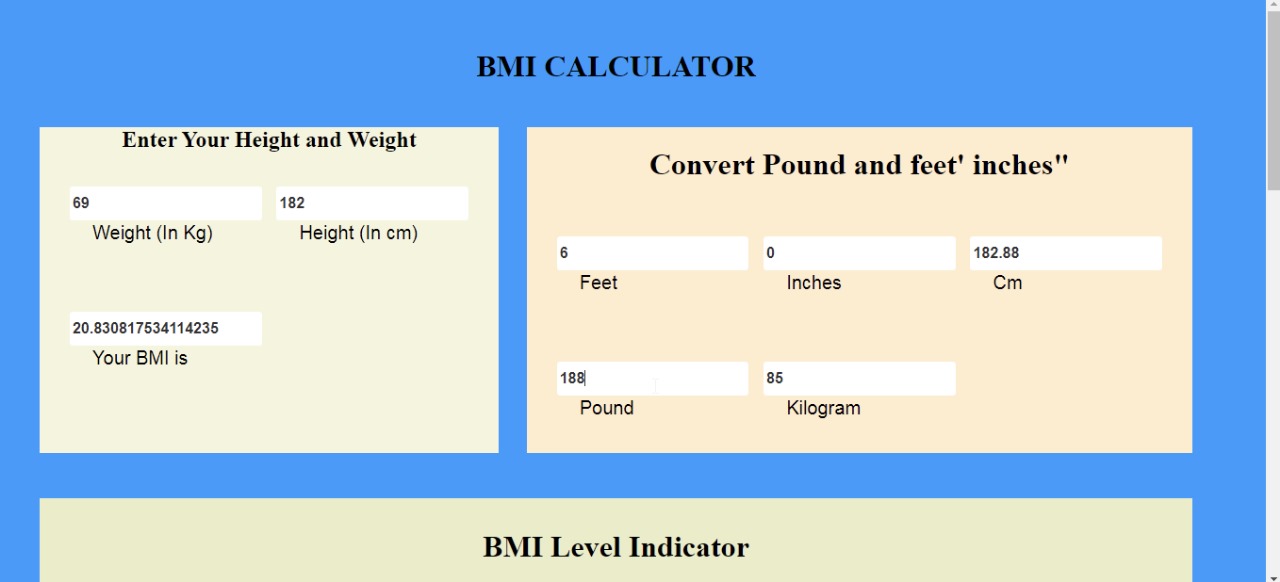 BMI CALCULATOR
Enter Your Height and Weight
69 182
Weight (In Kg) Height (In cm)
20.830817534114235
Your BMI is
Convert Pound and feet' inches"
6 0 182.88
Feet Inches Cm
188 85
Pound Kilogram
BMI Level Indicator